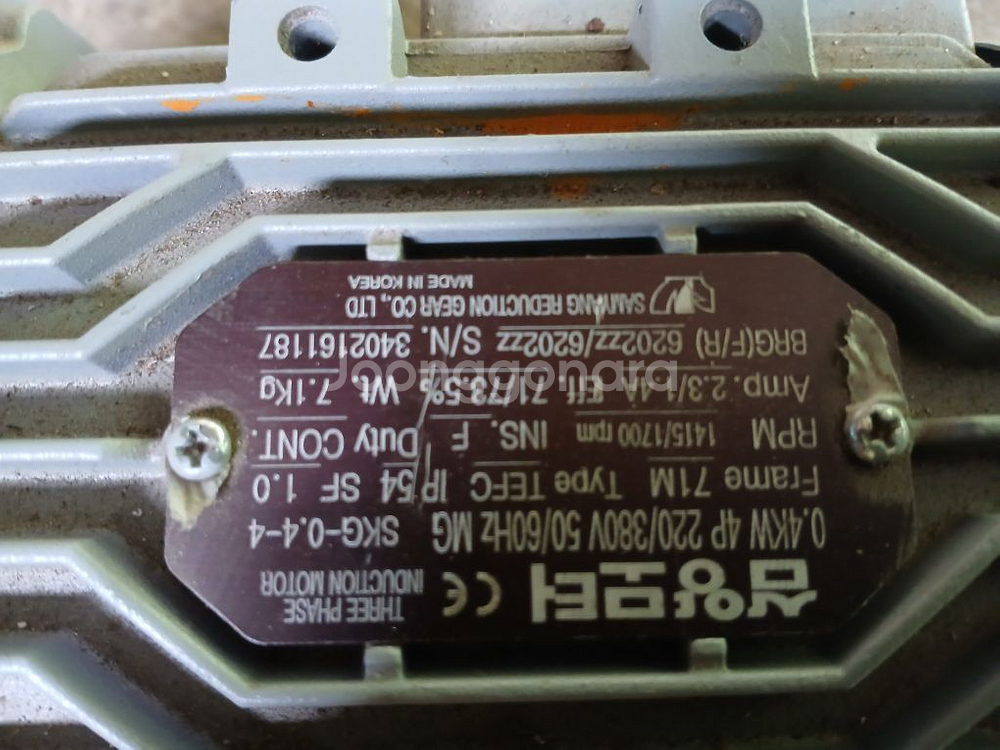 삼양모터 CE THREE PHASE
INDUCTION MOTOR
0.4KW 4P 220/380V 50/60Hz MG SKG-0.4-4
Frame 71M Type TEFC IP 54 SF 1.0
RPM 1415/1700 rpm INS. F Duty CONT.
Amp. 2.3/1.4A Eff. 71/73.5% Wt. 7.1Kg
BRG(F/R) 6202zz/6202zz S/N. 3402161187
SAMYANG REDUCTION GEAR CO., LTD
MADE IN KOREA
Joonggonara